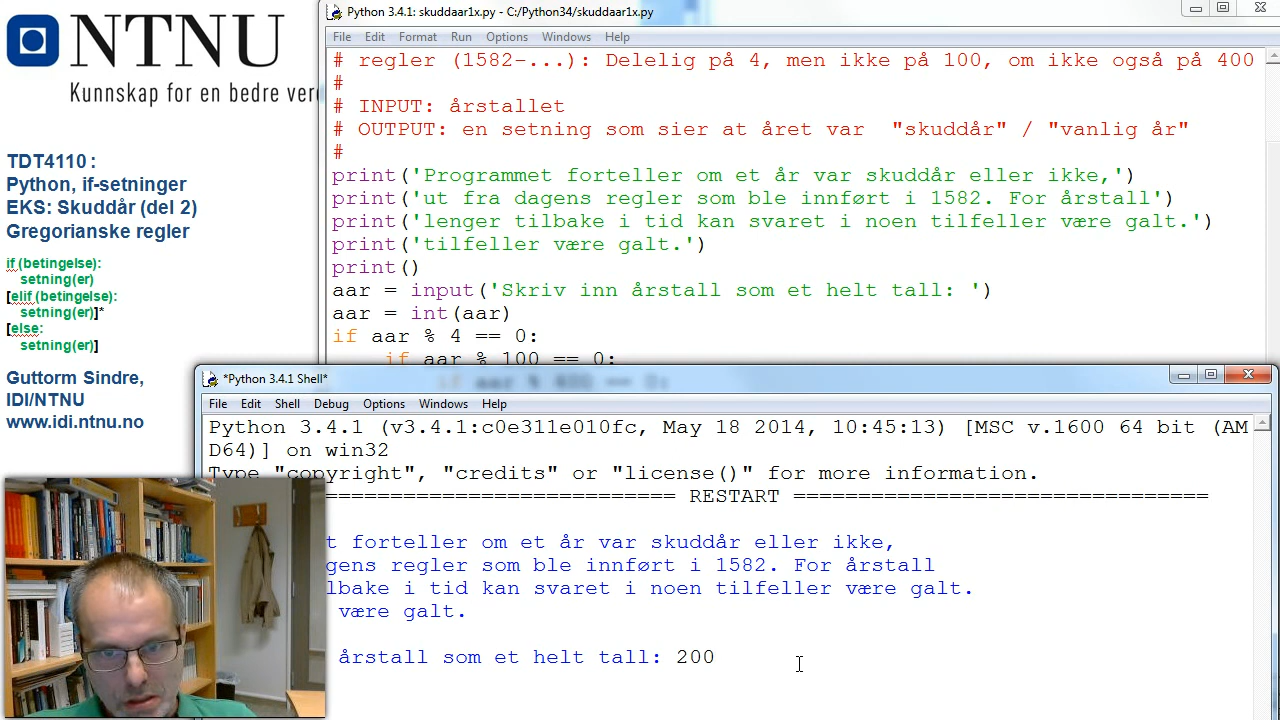 NTNU
Kunnskap for en bedre ver
TDT4110 :
Python, if-setninger
EKS: Skuddår (del 2)
Gregorianske regler
if (betingelse):
setning(er)
[elif (betingelse):
setning(er)]*
[else:
setning(er)]
Guttorm Sindre,
IDI/NTNU
www.idi.ntnu.no
Python 3.4.1: skuddaar1x.py - C:/Python34/skuddaar1x.py
File Edit Format Run Options Windows Help
# regler (1582-...): Delelig på 4, men ikke på 100, om ikke også på 400
#
# INPUT: årstallet
# OUTPUT: en setning som sier at året var "skuddår" / "vanlig år"
#
print('Programmet forteller om et år var skuddår eller ikke,')
print('ut fra dagens regler som ble innført i 1582. For årstall')
print('lenger tilbake i tid kan svaret i noen tilfeller være galt.')
print('tilfeller være galt.')
print()
aar = input('Skriv inn årstall som et helt tall: ')
aar = int(aar)
if aar % 4 == 0:
if aar % 100 == 0:
if aar % 400 == 0:
*Python 3.4.1 Shell*
File Edit Shell Debug Options Windows Help
Python 3.4.1 (v3.4.1:c0e311e010fc, May 18 2014, 10:45:13) [MSC v.1600 64 bit (AM
D64)] on win32
Type "copyright", "credits" or "license()" for more information.
=========================== RESTART ================================
t forteller om et år var skuddår eller ikke,
gens regler som ble innført i 1582. For årstall
lbake i tid kan svaret i noen tilfeller være galt.
være galt.
årstall som et helt tall: 200